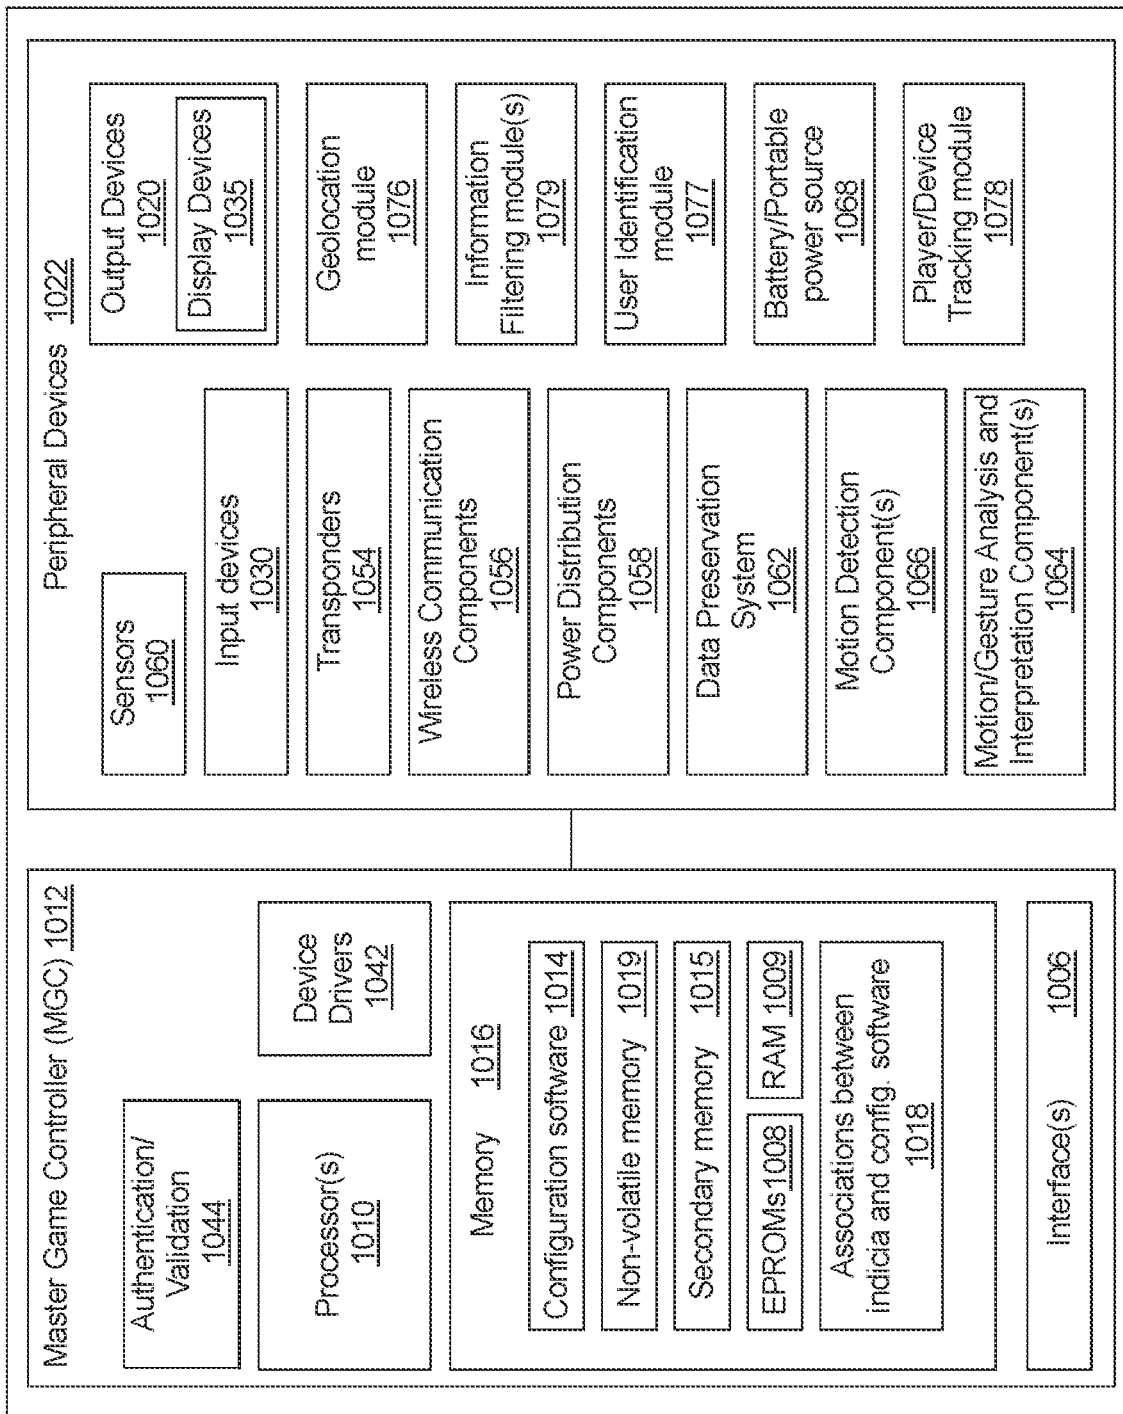 Master Game Controller (MGC) 1012
Authentication/
Validation
1044
Processor(s)
1010
Device
Drivers
1042
Memory 1016
Configuration software 1014
Non-volatile memory 1019
Secondary memory 1015
EPROMs1008
RAM 1009
Associations between
indicia and config. software
1018
Interface(s) 1006
Peripheral Devices 1022
Sensors
1060
Input devices
1030
Transponders
1054
Wireless Communication
Components
1056
Power Distribution
Components
1058
Data Preservation
System
1062
Motion Detection
Component(s)
1066
Motion/Gesture Analysis and
Interpretation Component(s)
1064
Output Devices
1020
Display Devices
1035
Geolocation
module
1076
Information
Filtering module(s)
1079
User Identification
module
1077
Battery/Portable
power source
1068
Player/Device
Tracking module
1078